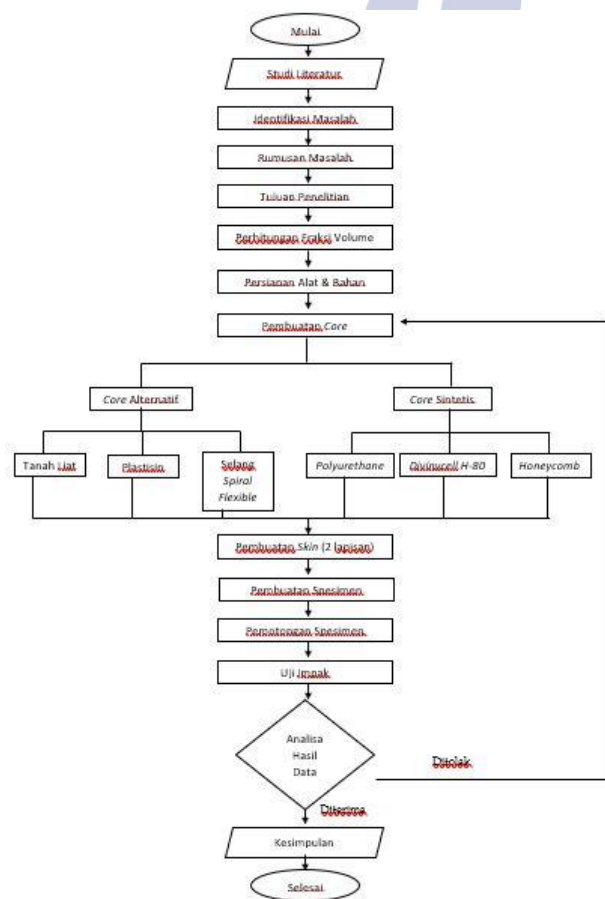 Mulai
Studi Literatur
Identifikasi Masalah
Rumusan Masalah
Tujuan Penelitian
Perhitungan Fraksi Volume
Persiapan Alat & Bahan
Pembuatan Core
Core Alternatif
Core Sintetis
Tanah Liat
Plastisin
Selang
Spiral
Flexible
Polyurethane
Divinycell H-80
Honeycomb
Pembuatan Skin (2 lapisan)
Pembuatan Spesimen
Pemotongan Spesimen
Uji Impak
Analisa
Hasil
Data
Ditolak
Diterima
Kesimpulan
Selesai